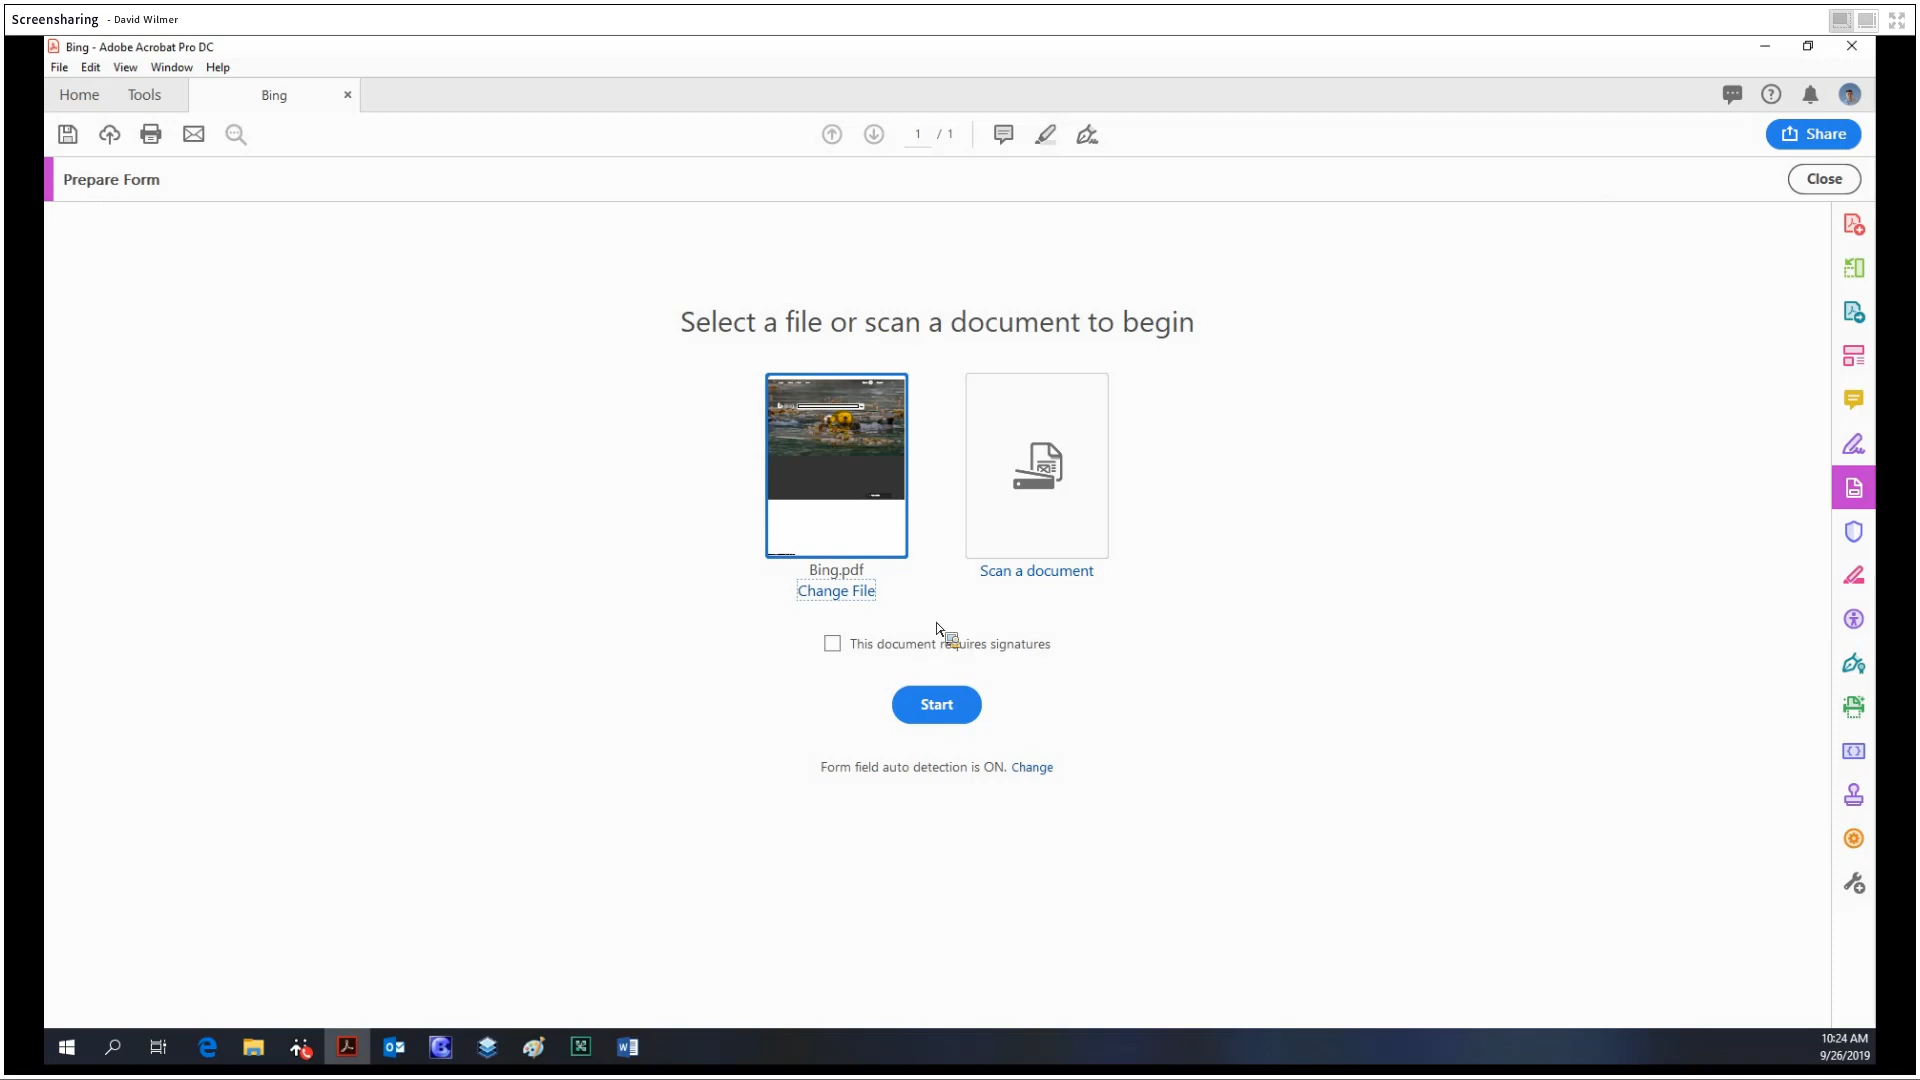 Screensharing - David Wilmer
Bing - Adobe Acrobat Pro DC
File Edit View Window Help
Home Tools Bing
1 / 1
Share
Prepare Form
Close
Select a file or scan a document to begin
Bing.pdf
Scan a document
Change File
This document requires signatures
Start
Form field auto detection is ON. Change
10:24 AM
9/26/2019